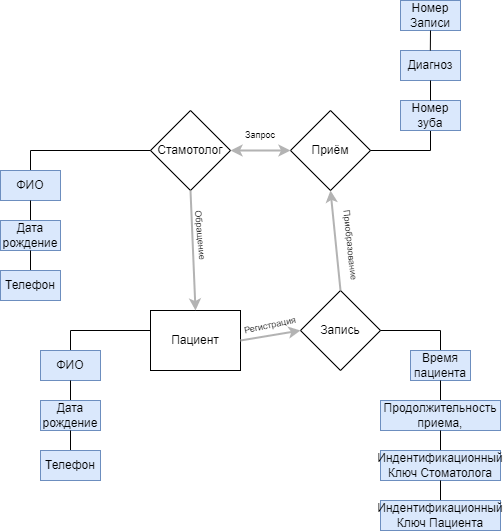 Номер
Записи
Диагноз
Номер
зуба
Запрос
Стамотолог
Приём
ФИО
Дата
рождение
Телефон
Обращение
Приобразование
Регистрация
Пациент
Запись
ФИО
Дата
рождение
Телефон
Время
пациента
Продолжительность
приема,
Индентификационный
Ключ Стоматолога
Индентификационный
Ключ Пациента